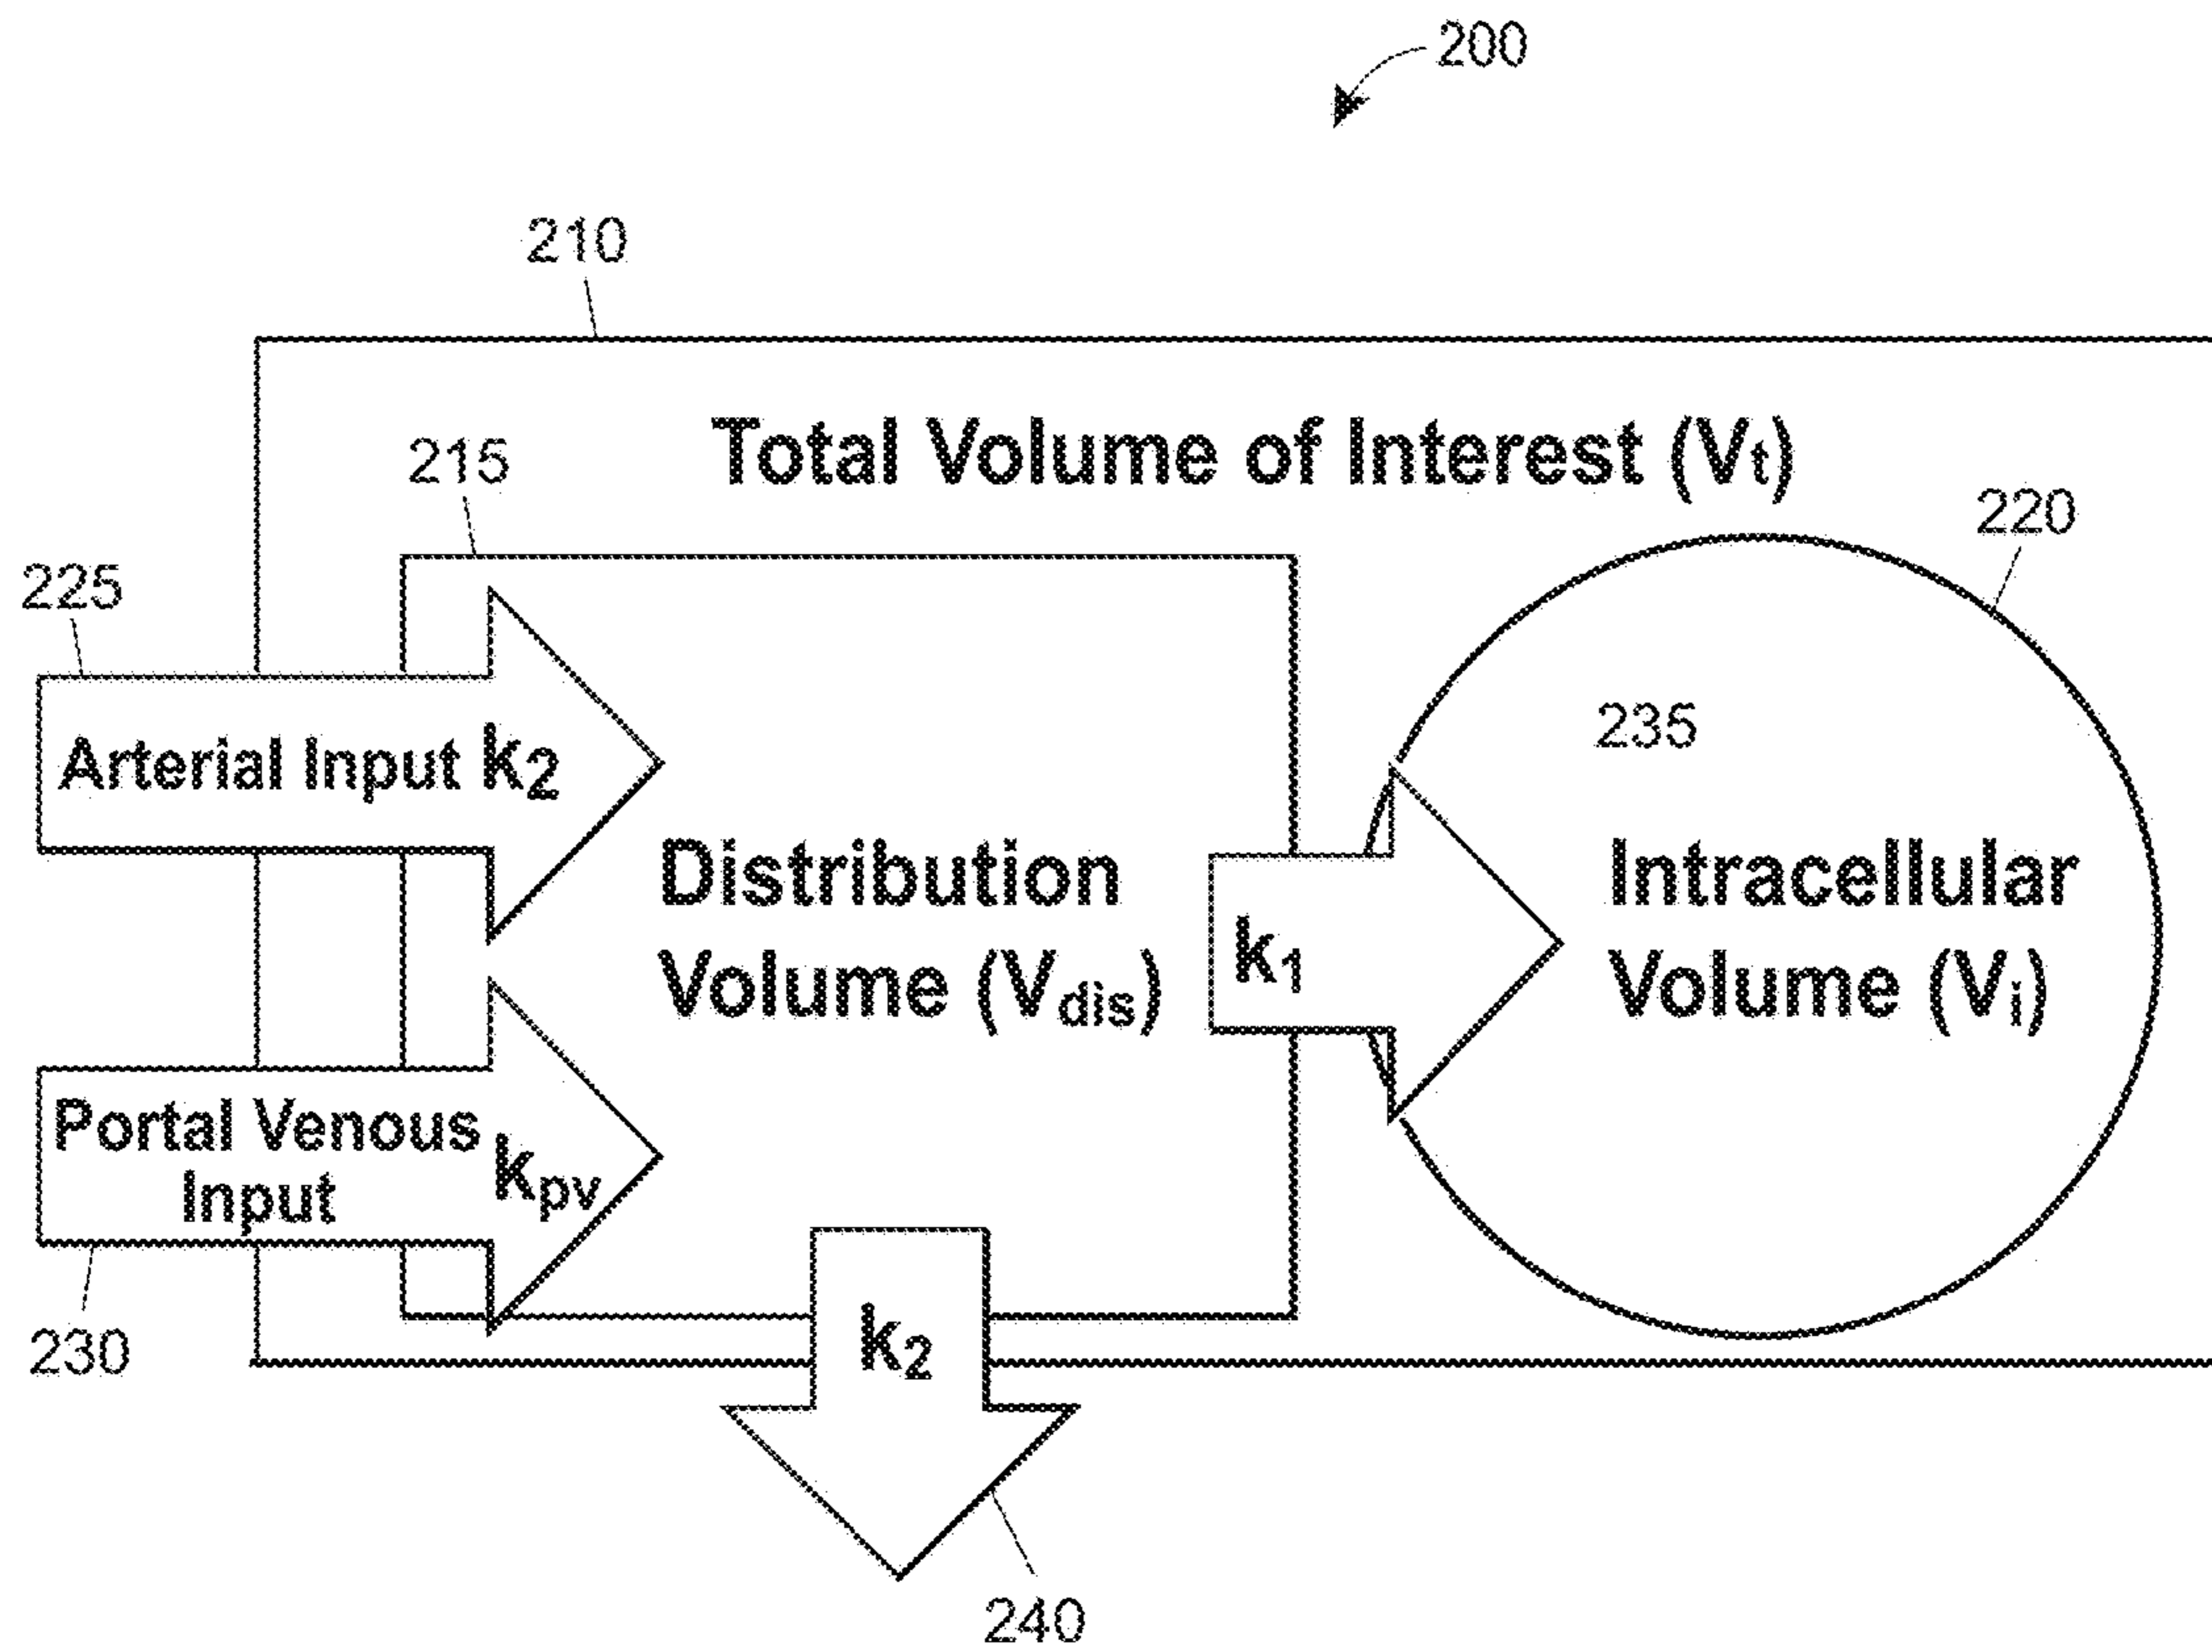 200
210
Total Volume of Interest (Vt)
215
220
225
235
Arterial Input k2
Distribution
Volume (Vdis)
k1
Intracellular
Volume (Vi)
Portal Venous
Input
kpv
k2
230
240